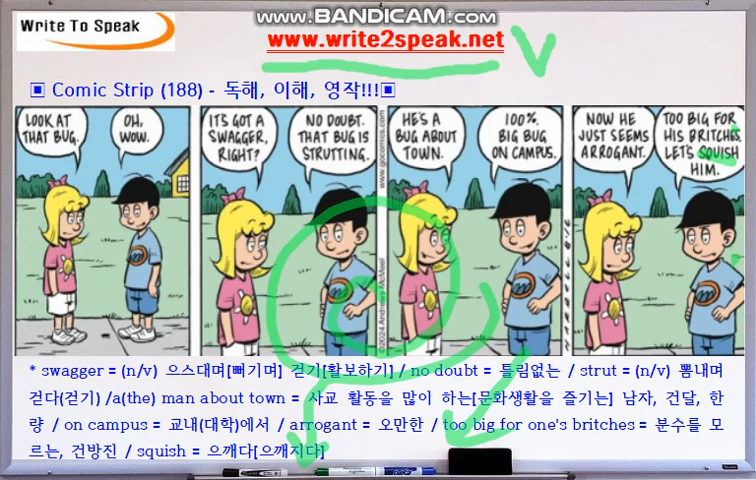 WWW.BANDICAM.COM
Write To Speak
www.write2speak.net
▣ Comic Strip (188) - 독해, 이해, 영작!!!▣
LOOK AT
THAT BUG.
OH,
WOW.
IT'S GOT A
SWAGGER,
RIGHT?
NO DOUBT.
THAT BUG IS
STRUTTING.
www.gocomics.com
©2024 Andrews McMeel
HE'S A
BUG ABOUT
TOWN.
100%.
BIG BUG
ON CAMPUS.
NOW HE
JUST SEEMS
ARROGANT.
TOO BIG FOR
HIS BRITCHES.
LET'S SQUISH
HIM.
* swagger = (n/v) 으스대며[뻐기며] 걷기[활보하기] / no doubt = 틀림없는 / strut = (n/v) 뽐내며
걷다(걷기) /a(the) man about town = 사교 활동을 많이 하는[문화생활을 즐기는] 남자, 건달, 한
량 / on campus = 교내(대학)에서 / arrogant = 오만한 / too big for one's britches = 분수를 모
르는, 건방진 / squish = 으깨다[으깨지다]